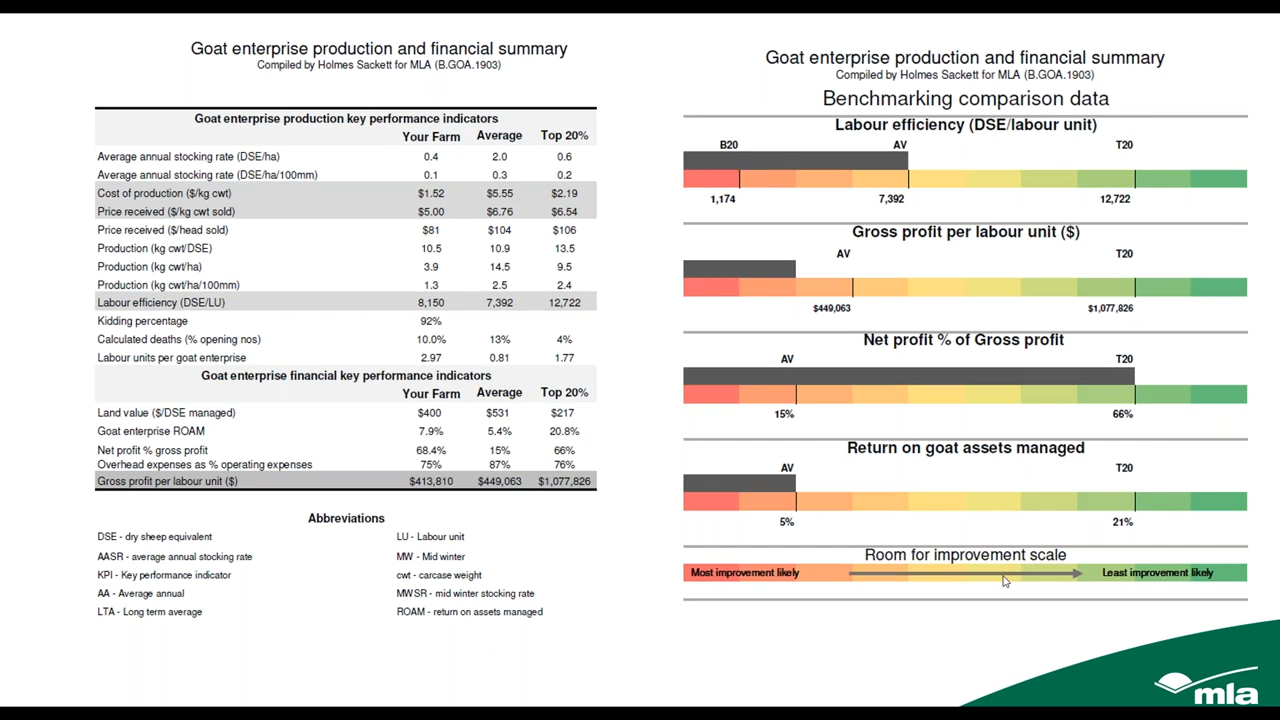 Goat enterprise production and financial summary
Compiled by Holmes Sackett for MLA (B.GOA.1903)
Goat enterprise production key performance indicators
Your Farm Average Top 20%
Average annual stocking rate (DSE/ha) 0.4 2.0 0.6
Average annual stocking rate (DSE/ha/100mm) 0.1 0.3 0.2
Cost of production ($/kg cwt) $1.52 $5.55 $2.19
Price received ($/kg cwt sold) $5.00 $6.76 $6.54
Price received ($/head sold) $81 $104 $106
Production (kg cwt/DSE) 10.5 10.9 13.5
Production (kg cwt/ha) 3.9 14.5 9.5
Production (kg cwt/ha/100mm) 1.3 2.5 2.4
Labour efficiency (DSE/LU) 8,150 7,392 12,722
Kidding percentage 92%
Calculated deaths (% opening nos) 10.0% 13% 4%
Labour units per goat enterprise 2.97 0.81 1.77
Goat enterprise financial key performance indicators
Your Farm Average Top 20%
Land value ($/DSE managed) $400 $531 $217
Goat enterprise ROAM 7.9% 5.4% 20.8%
Net profit % gross profit 68.4% 15% 66%
Overhead expenses as % operating expenses 75% 87% 76%
Gross profit per labour unit ($) $413,810 $449,063 $1,077,826
Abbreviations
DSE - dry sheep equivalent LU - Labour unit
AASR - average annual stocking rate MW - Mid winter
KPI - Key performance indicator cwt - carcase weight
AA - Average annual MWSR - mid winter stocking rate
LTA - Long term average ROAM - return on assets managed
Goat enterprise production and financial summary
Compiled by Holmes Sackett for MLA (B.GOA.1903)
Benchmarking comparison data
Labour efficiency (DSE/labour unit)
B20 AV T20
1,174 7,392 12,722
Gross profit per labour unit ($)
AV T20
$449,063 $1,077,826
Net profit % of Gross profit
AV T20
15% 66%
Return on goat assets managed
AV T20
5% 21%
Room for improvement scale
Most improvement likely Least improvement likely
mla